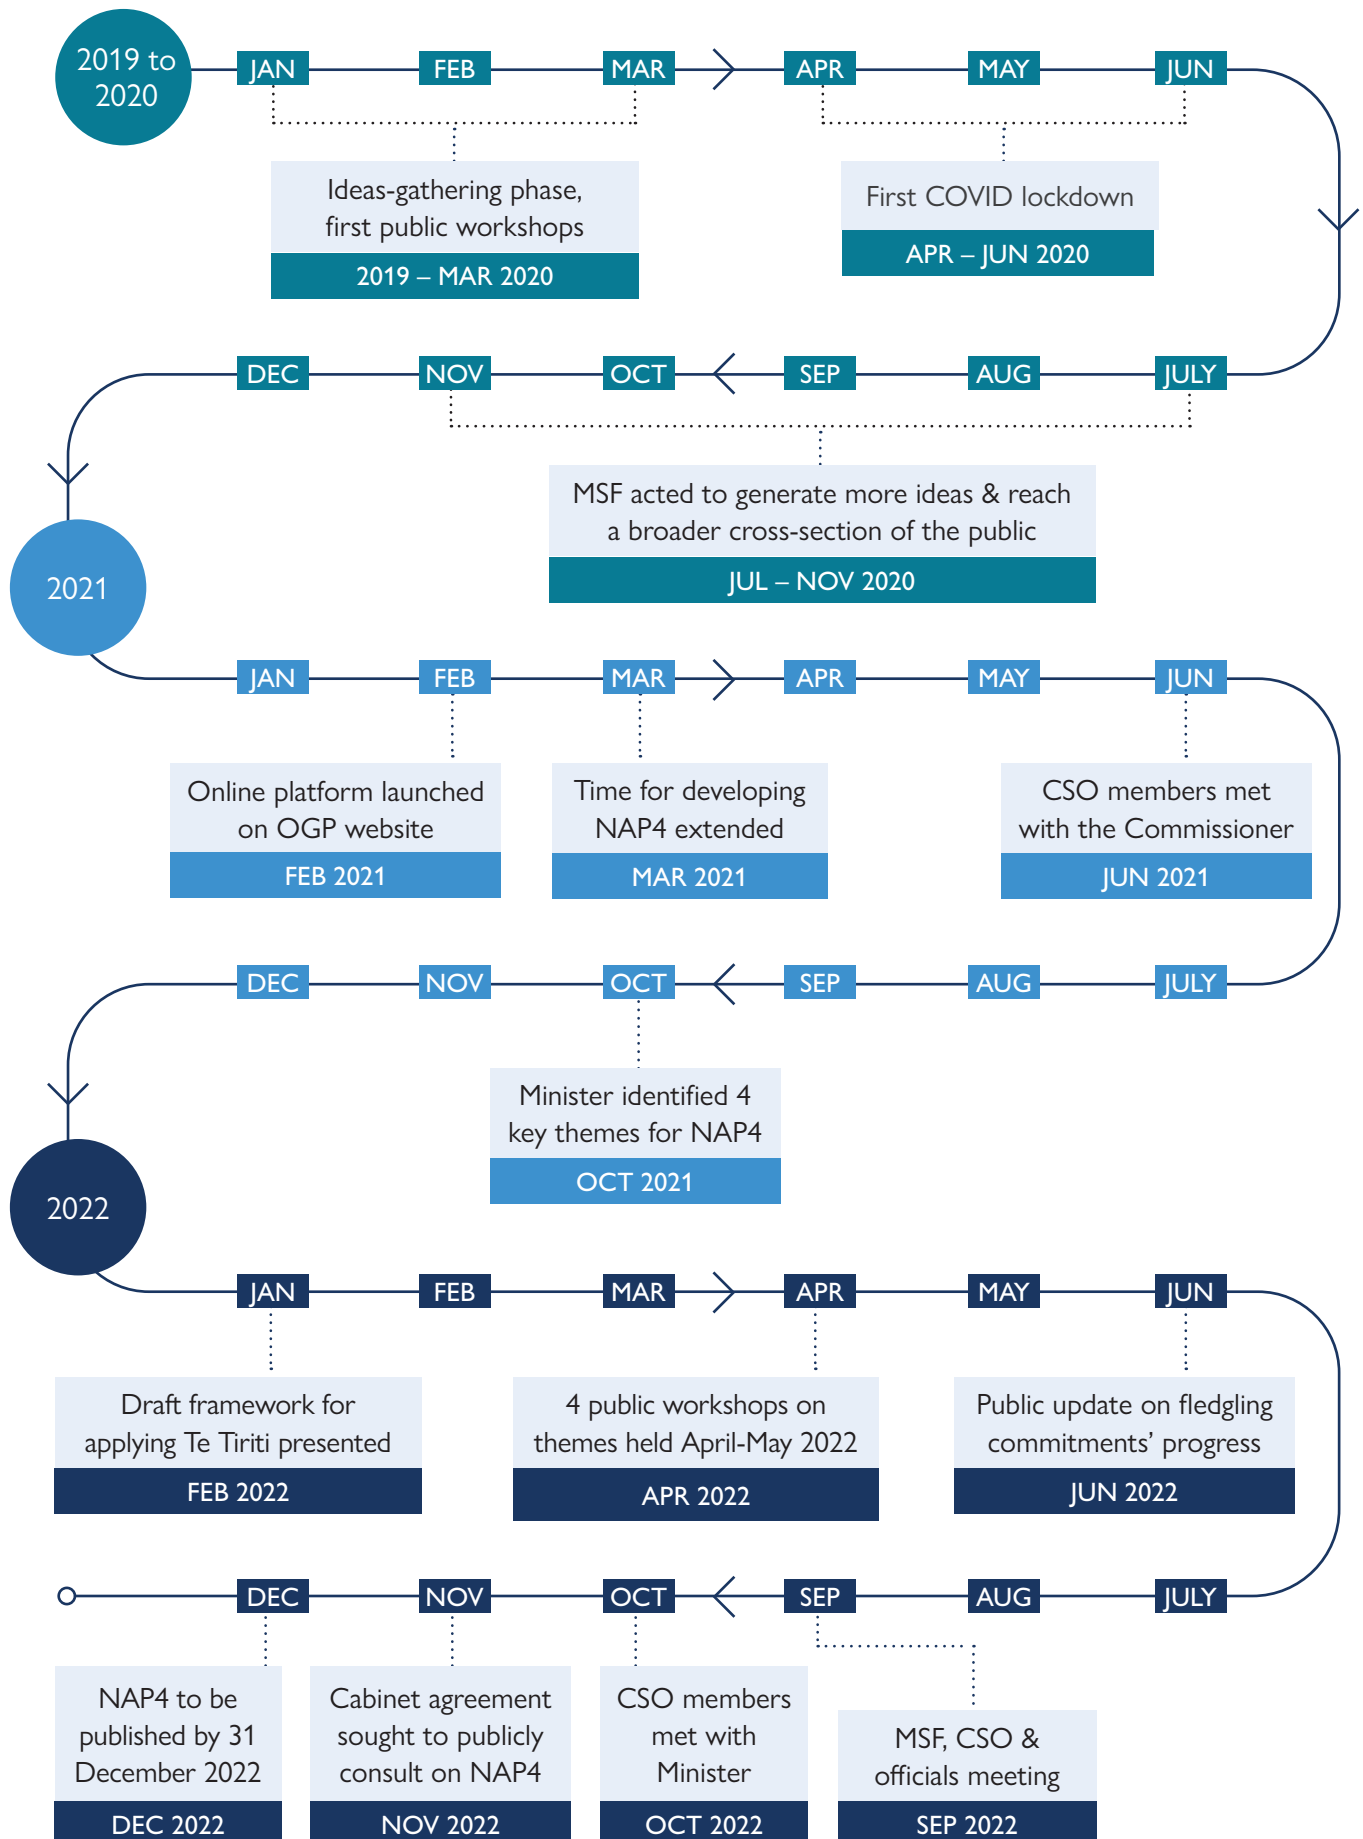 2019 to
2020
JAN
FEB
MAR
APR
MAY
JUN
Ideas-gathering phase,
first public workshops
2019 – MAR 2020
First COVID lockdown
APR – JUN 2020
DEC
NOV
OCT
SEP
AUG
JULY
MSF acted to generate more ideas & reach
a broader cross-section of the public
JUL – NOV 2020
2021
JAN
FEB
MAR
APR
MAY
JUN
Online platform launched
on OGP website
FEB 2021
Time for developing
NAP4 extended
MAR 2021
CSO members met
with the Commissioner
JUN 2021
DEC
NOV
OCT
SEP
AUG
JULY
Minister identified 4
key themes for NAP4
OCT 2021
2022
JAN
FEB
MAR
APR
MAY
JUN
Draft framework for
applying Te Tiriti presented
FEB 2022
4 public workshops on
themes held April-May 2022
APR 2022
Public update on fledgling
commitments’ progress
JUN 2022
DEC
NOV
OCT
SEP
AUG
JULY
NAP4 to be
published by 31
December 2022
DEC 2022
Cabinet agreement
sought to publicly
consult on NAP4
NOV 2022
CSO members
met with
Minister
OCT 2022
MSF, CSO &
officials meeting
SEP 2022